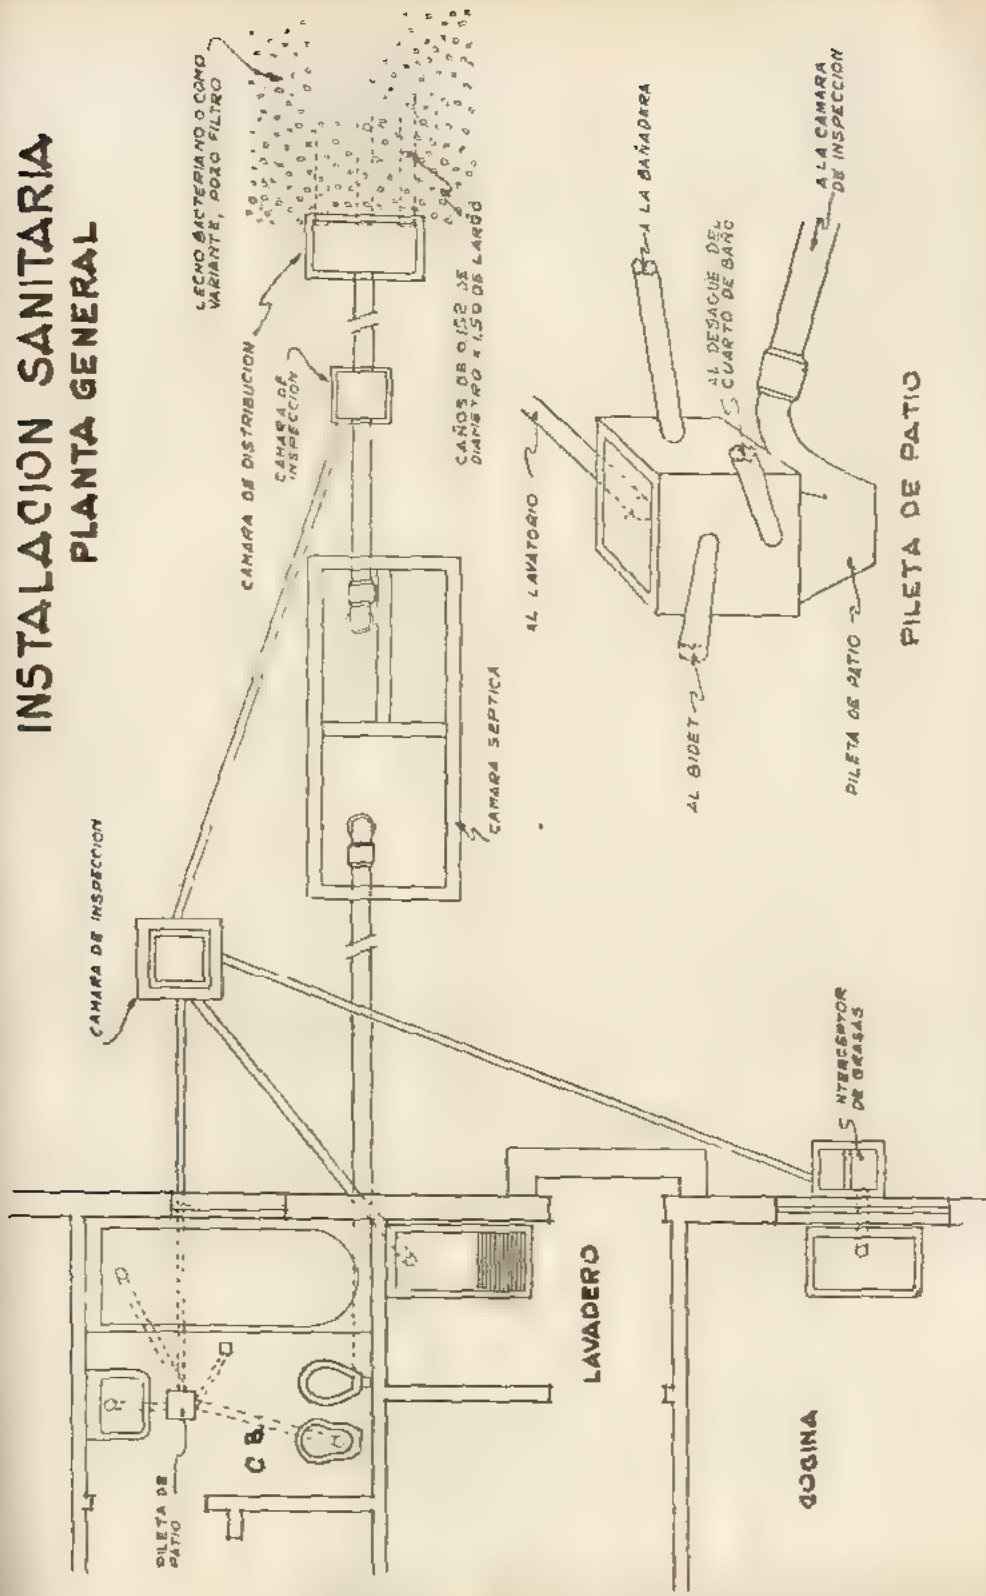 INSTALACION SANITARIA
PLANTA GENERAL
LECHO BACTERIANO O COMO
VARIANTE, POZO FILTRO
CAMARA DE DISTRIBUCION
CAMARA DE
INSPECCION
CAÑOS DE 0,152 DE
DIAMETRO x 1.50 DE LARGO
CAMARA DE INSPECCION
CAMARA SEPTICA
PILETA DE
PATIO
C B.
LAVADERO
COCINA
INTERCEPTOR
DE GRASAS
AL LAVATORIO
A LA BAÑADARA
AL DESAGUE DEL
CUARTO DE BAÑO
A LA CAMARA
DE INSPECCION
AL BIDET
PILETA DE PATIO
PILETA DE PATIO